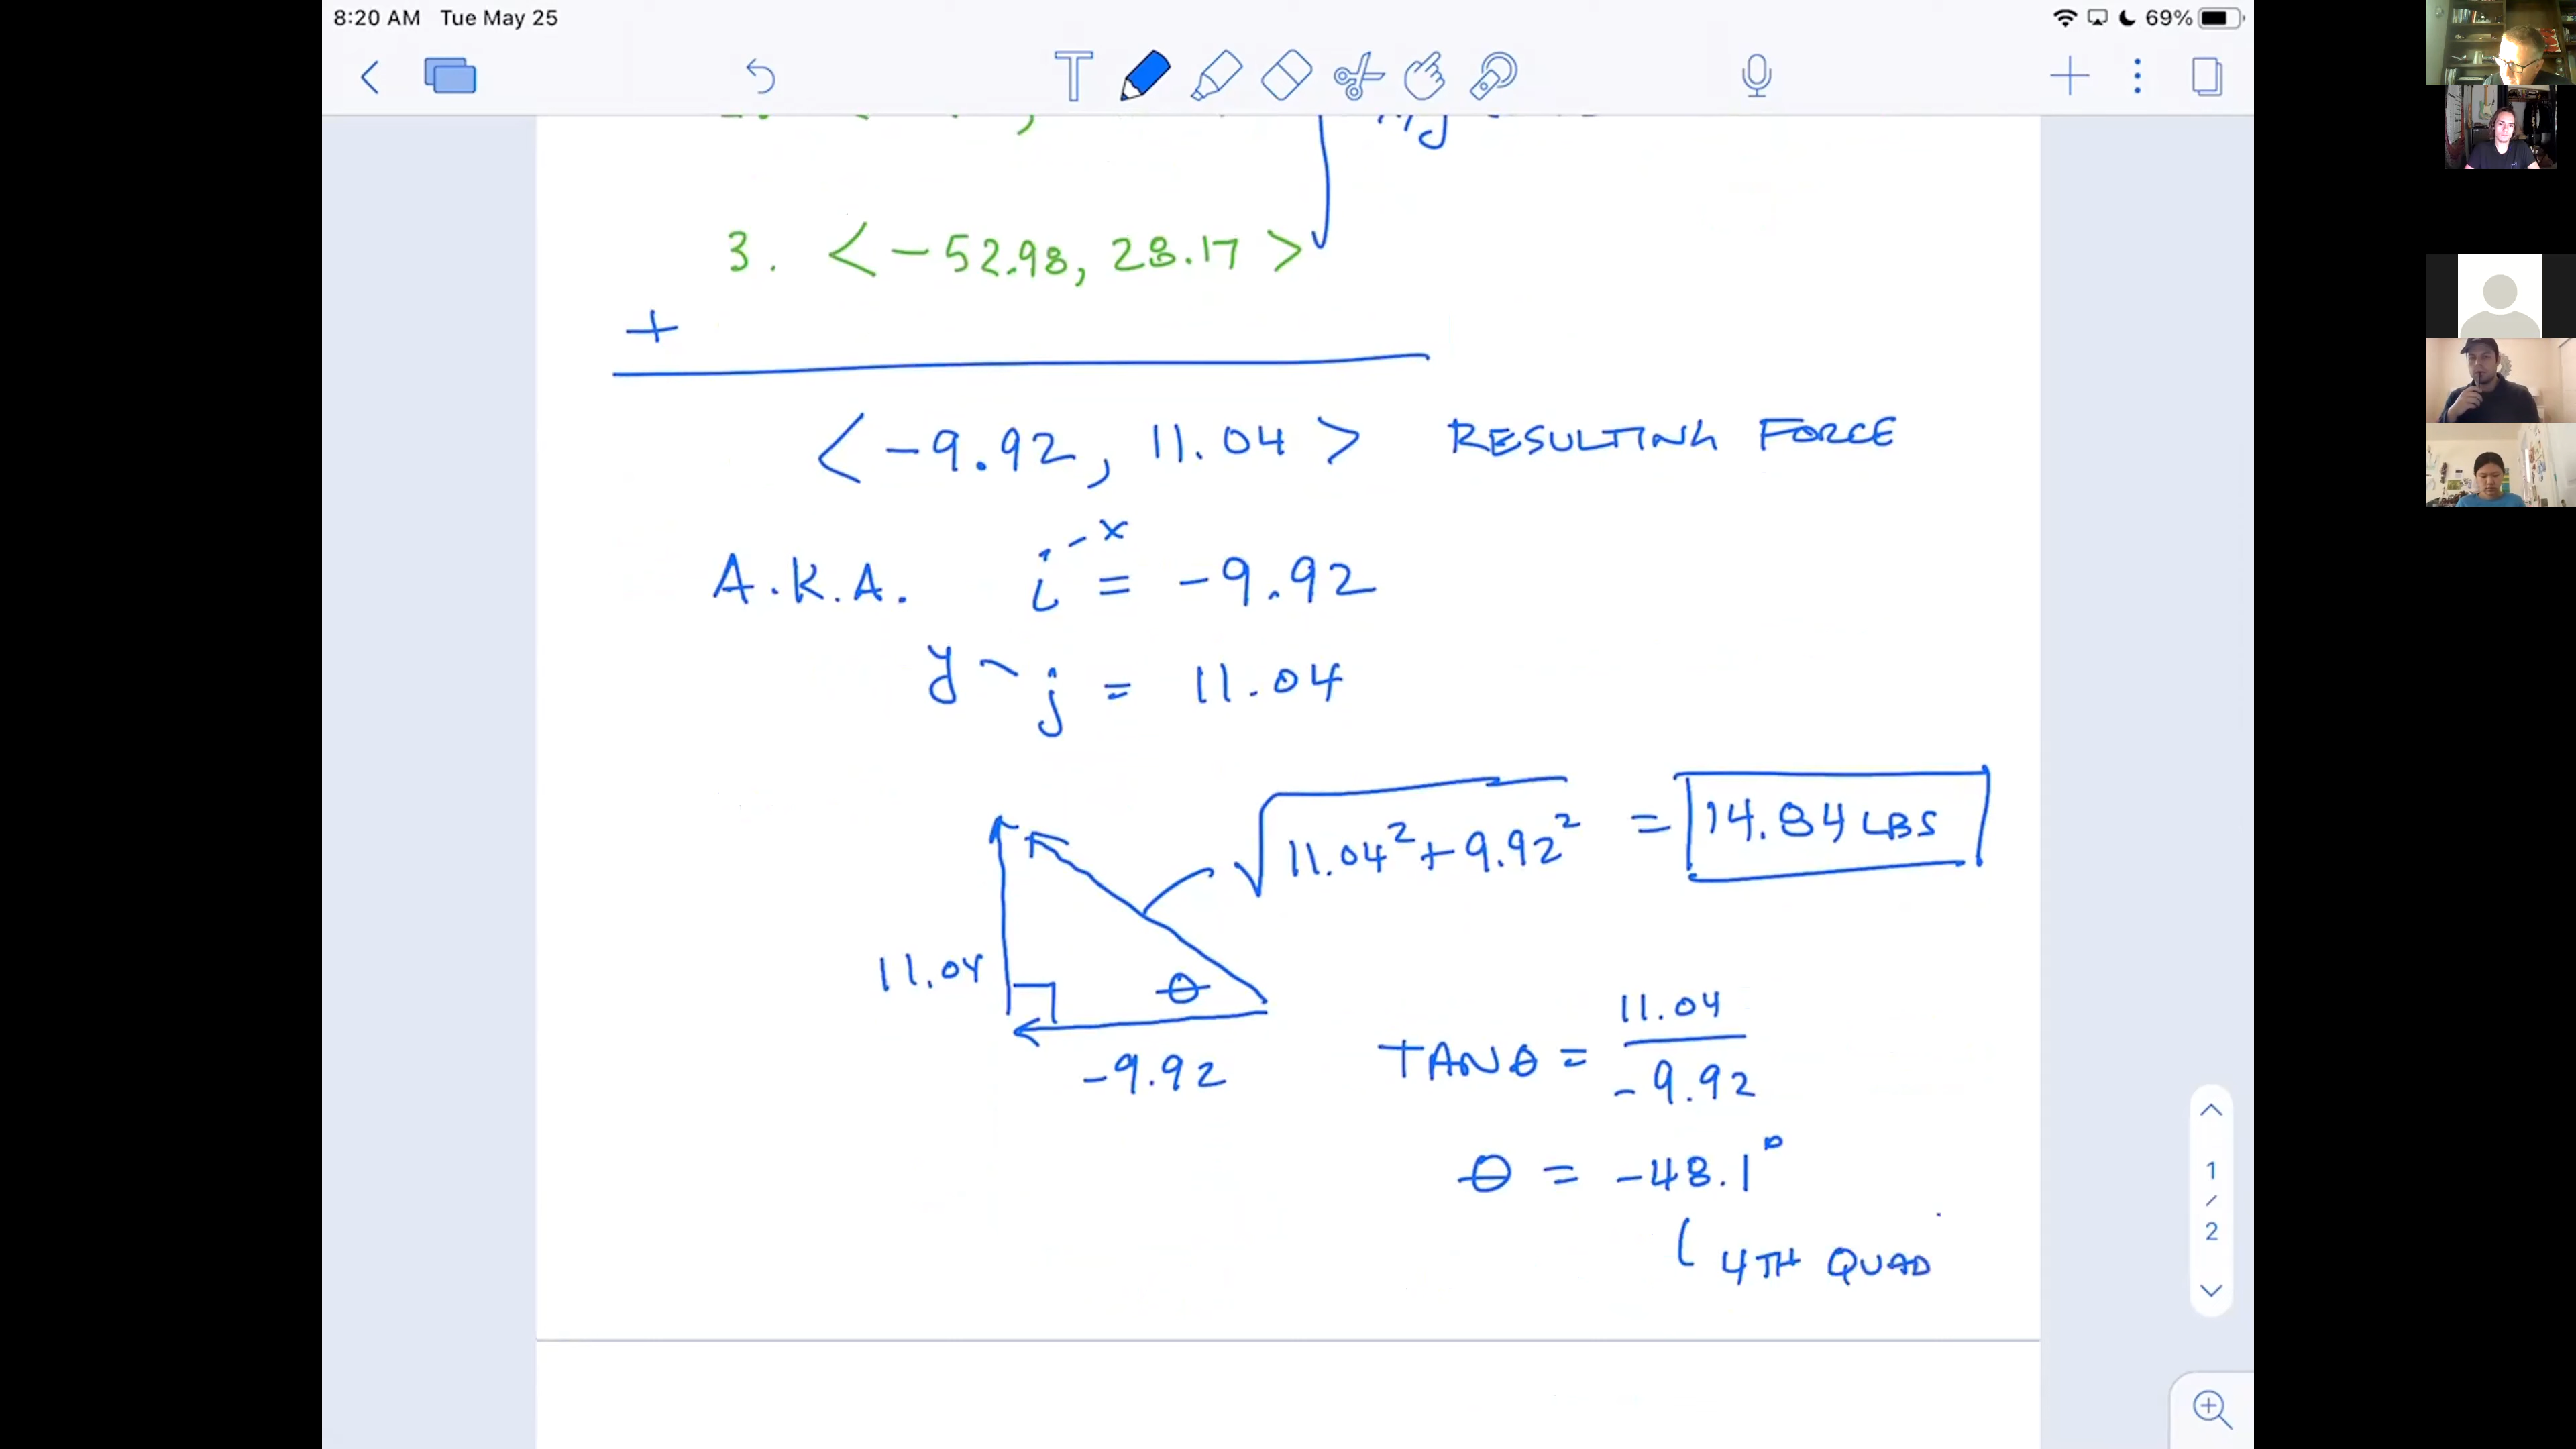 8:20 AM Tue May 25
69%
T
3. < -52.98, 28.17 >
+
< -9.92, 11.04 > RESULTING FORCE
x
A.K.A. i = -9.92
y ~ j = 11.04
√11.04²+9.92² = 14.84 LBS
11.04
θ
-9.92
TANθ = 11.04 / -9.92
θ = -48.1°
( 4TH QUAD
1
/
2